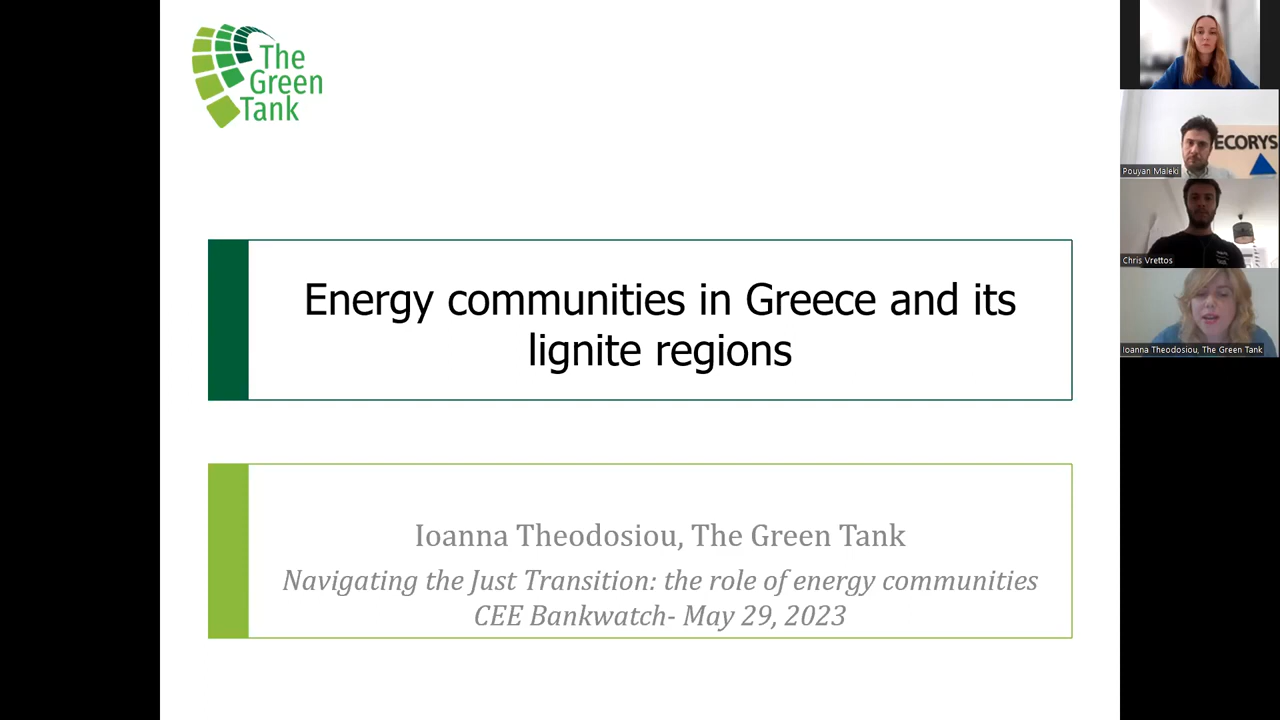 The
Green
Tank
Energy communities in Greece and its
lignite regions
Ioanna Theodosiou, The Green Tank
Navigating the Just Transition: the role of energy communities
CEE Bankwatch- May 29, 2023
ECORYS
Pouyan Maleki
Chris Vrettos
Ioanna Theodosiou, The Green Tank